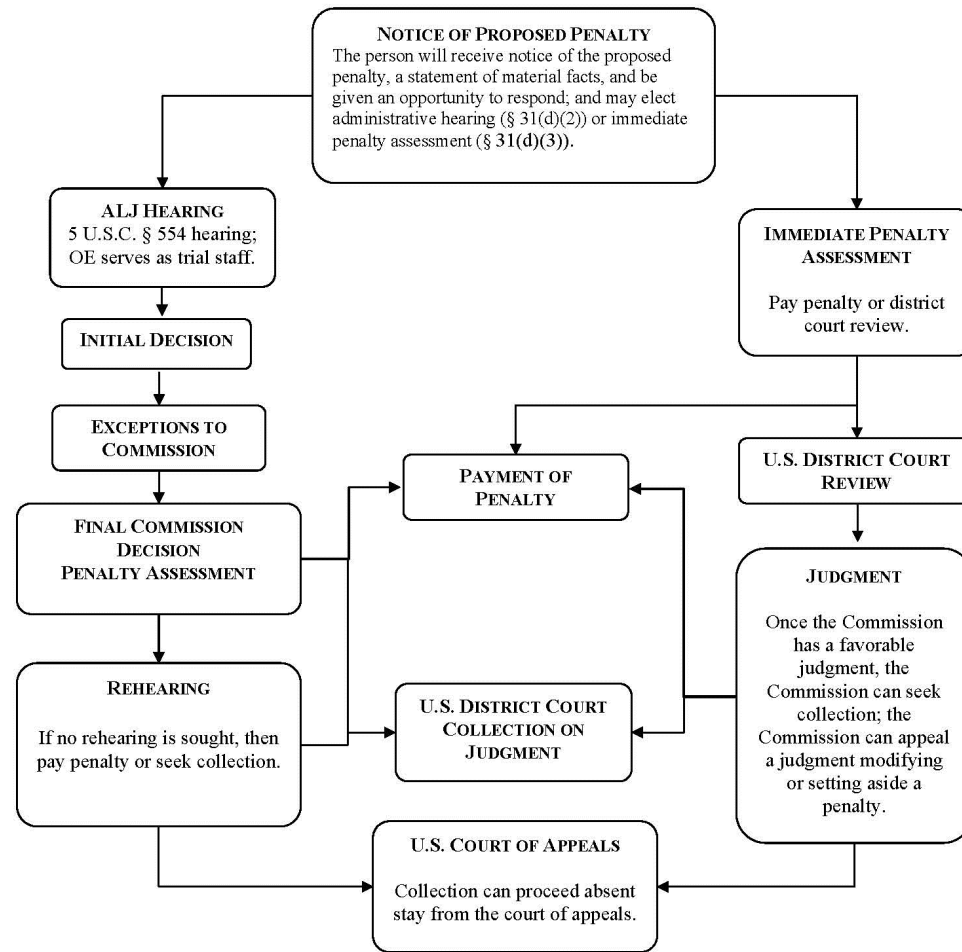 NOTICE OF PROPOSED PENALTY
The person will receive notice of the proposed
penalty, a statement of material facts, and be
given an opportunity to respond; and may elect
administrative hearing (§ 31(d)(2)) or immediate
penalty assessment (§ 31(d)(3)).
ALJ HEARING
5 U.S.C. § 554 hearing;
OE serves as trial staff.
INITIAL DECISION
EXCEPTIONS TO
COMMISSION
FINAL COMMISSION
DECISION
PENALTY ASSESSMENT
REHEARING
If no rehearing is sought, then
pay penalty or seek collection.
IMMEDIATE PENALTY
ASSESSMENT
Pay penalty or district
court review.
PAYMENT OF
PENALTY
U.S. DISTRICT COURT
REVIEW
U.S. DISTRICT COURT
COLLECTION ON
JUDGMENT
JUDGMENT
Once the Commission
has a favorable
judgment, the
Commission can seek
collection; the
Commission can appeal
a judgment modifying
or setting aside a
penalty.
U.S. COURT OF APPEALS
Collection can proceed absent
stay from the court of appeals.